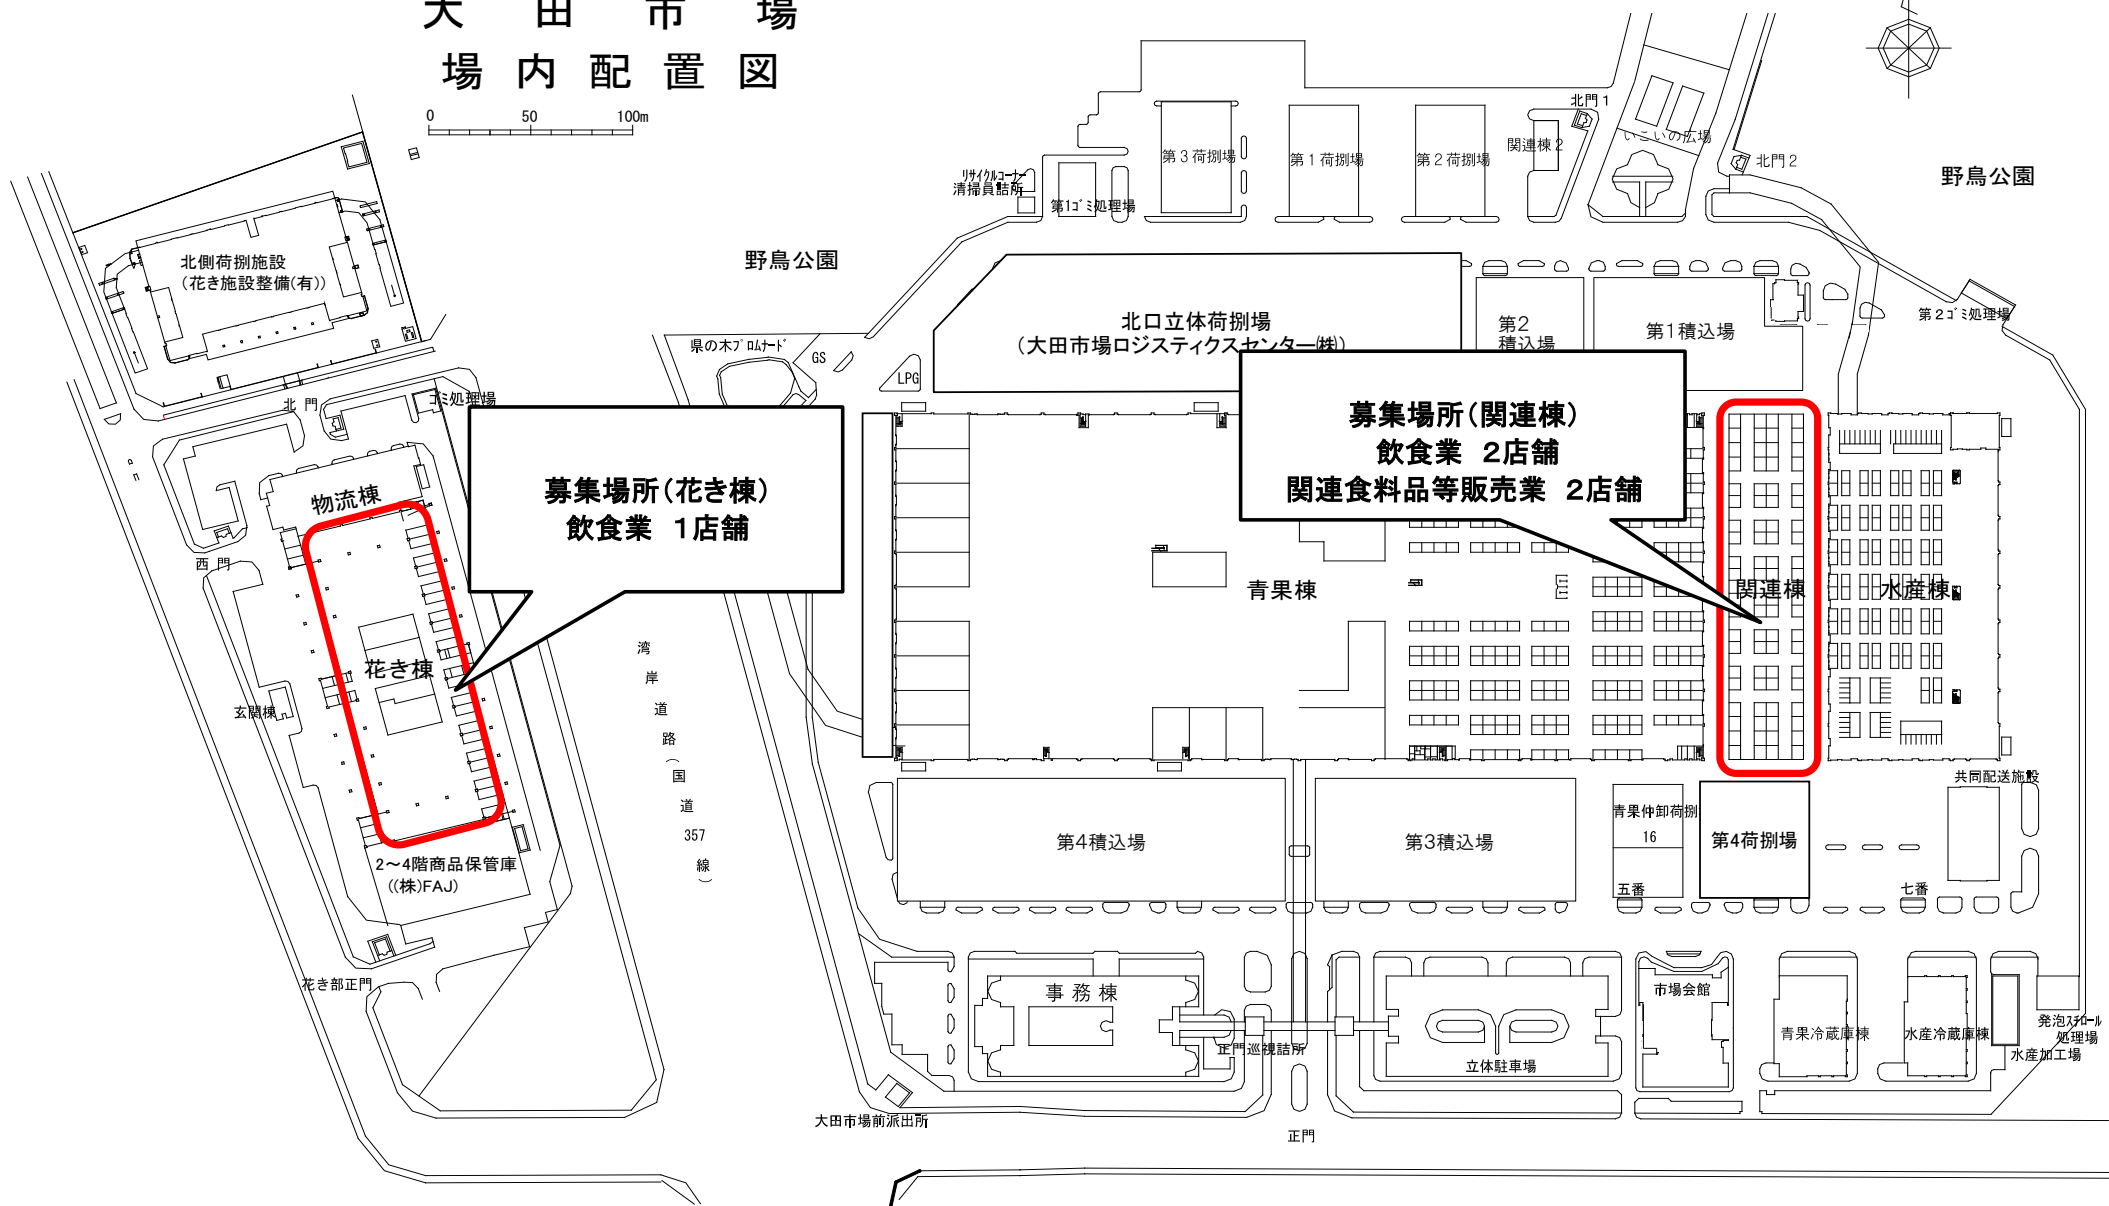 大田市場
場内配置図
0 50 100m
北門1
第3荷捌場
第1荷捌場
第2荷捌場
関連棟2
いこいの広場
北門2
野鳥公園
リサイクルコーナー
清掃員詰所
第1ゴミ処理場
北側荷捌施設
(花き施設整備(有))
野鳥公園
北口立体荷捌場
(大田市場ロジスティクスセンター㈱)
第2
積込場
第1積込場
第2ゴミ処理場
県の木プロムナード
GS
LPG
北門
ゴミ処理場
募集場所(関連棟)
飲食業 2店舗
関連食料品等販売業 2店舗
募集場所(花き棟)
飲食業 1店舗
物流棟
西門
青果棟
関連棟
水産棟
花き棟
玄関棟
湾岸道路(国道357線)
共同配送施設
第4積込場
第3積込場
青果仲卸荷捌
16
第4荷捌場
五番
七番
2~4階商品保管庫
((株)FAJ)
花き部正門
事務棟
市場会館
正門巡視詰所
立体駐車場
青果冷蔵庫棟
水産冷蔵庫棟
発泡スチロール
処理場
水産加工場
大田市場前派出所
正門